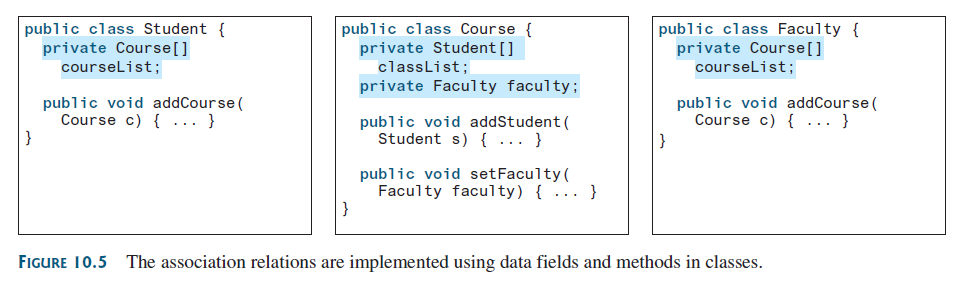 public class Student {
private Course[]
courseList;
public void addCourse(
Course c) { ... }
}
public class Course {
private Student[]
classList;
private Faculty faculty;
public void addStudent(
Student s) { ... }
public void setFaculty(
Faculty faculty) { ... }
}
public class Faculty {
private Course[]
courseList;
public void addCourse(
Course c) { ... }
}
FIGURE 10.5 The association relations are implemented using data fields and methods in classes.